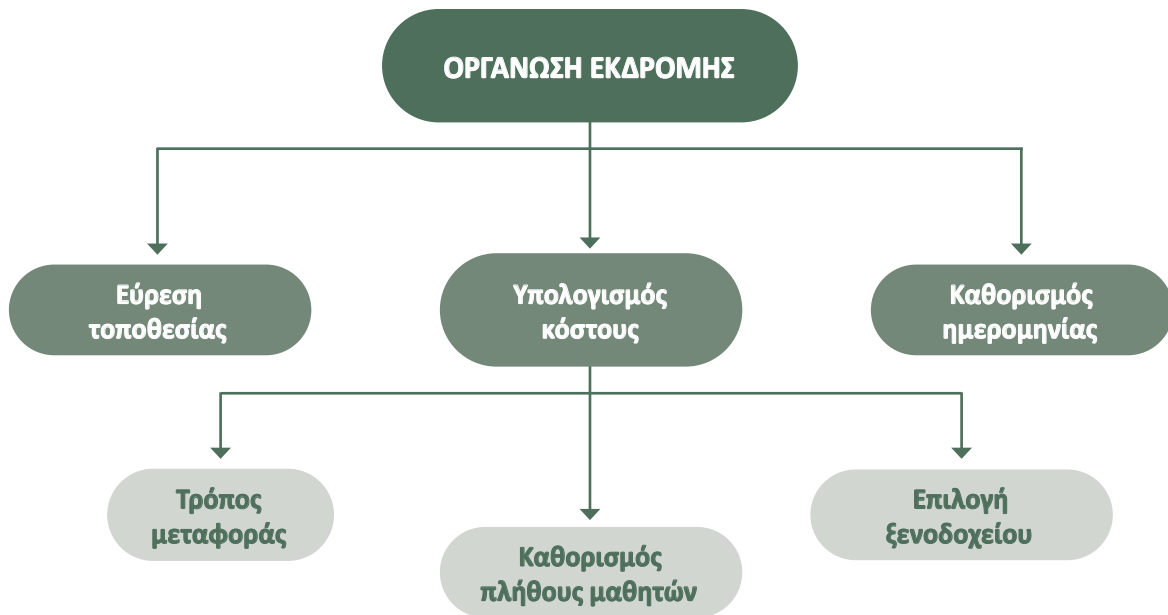 ΟΡΓΑΝΩΣΗ ΕΚΔΡΟΜΗΣ
Εύρεση
τοποθεσίας
Υπολογισμός
κόστους
Καθορισμός
ημερομηνίας
Τρόπος
μεταφοράς
Καθορισμός
πλήθους μαθητών
Επιλογή
ξενοδοχείου